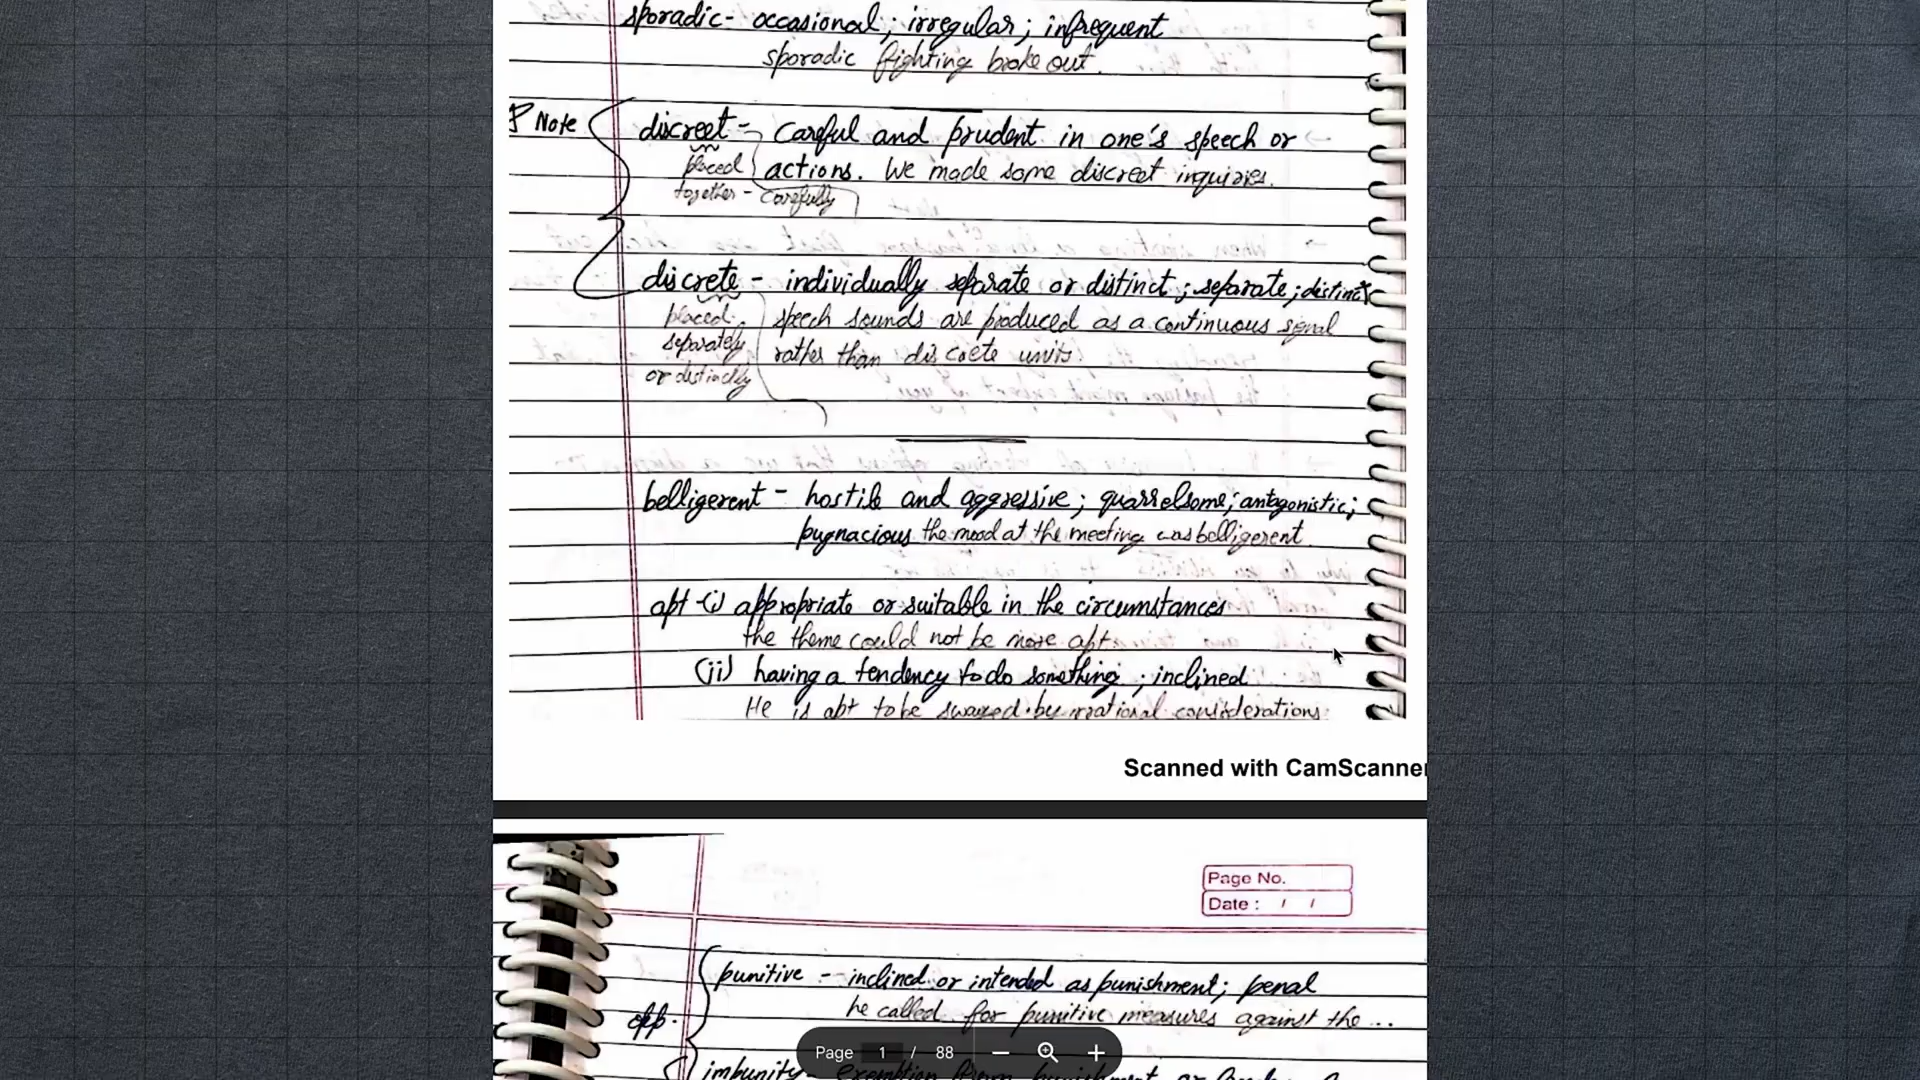 sporadic - occasional ; irregular ; infrequent
sporadic fighting broke out.
Note
discreet - careful and prudent in one's speech or
placed actions. We made some discreet inquiries.
together - carefully
discrete - individually separate or distinct ; separate ; distinct
placed speech sounds are produced as a continuous signal
separately rather than discrete units.
or distinctly
belligerent - hostile and aggressive ; quarrelsome ; antagonistic ;
pugnacious the mood at the meeting was belligerent.
apt - (i) appropriate or suitable in the circumstances
the theme could not be more apt.
(ii) having a tendency to do something ; inclined
He is apt to be swayed by irrational considerations.
Scanned with CamScanner
Page No.
Date : / /
punitive - inclined or intended as punishment ; penal
he called for punitive measures against the ...
opp.
Page 1 / 88
impunity - exemption from punishment or